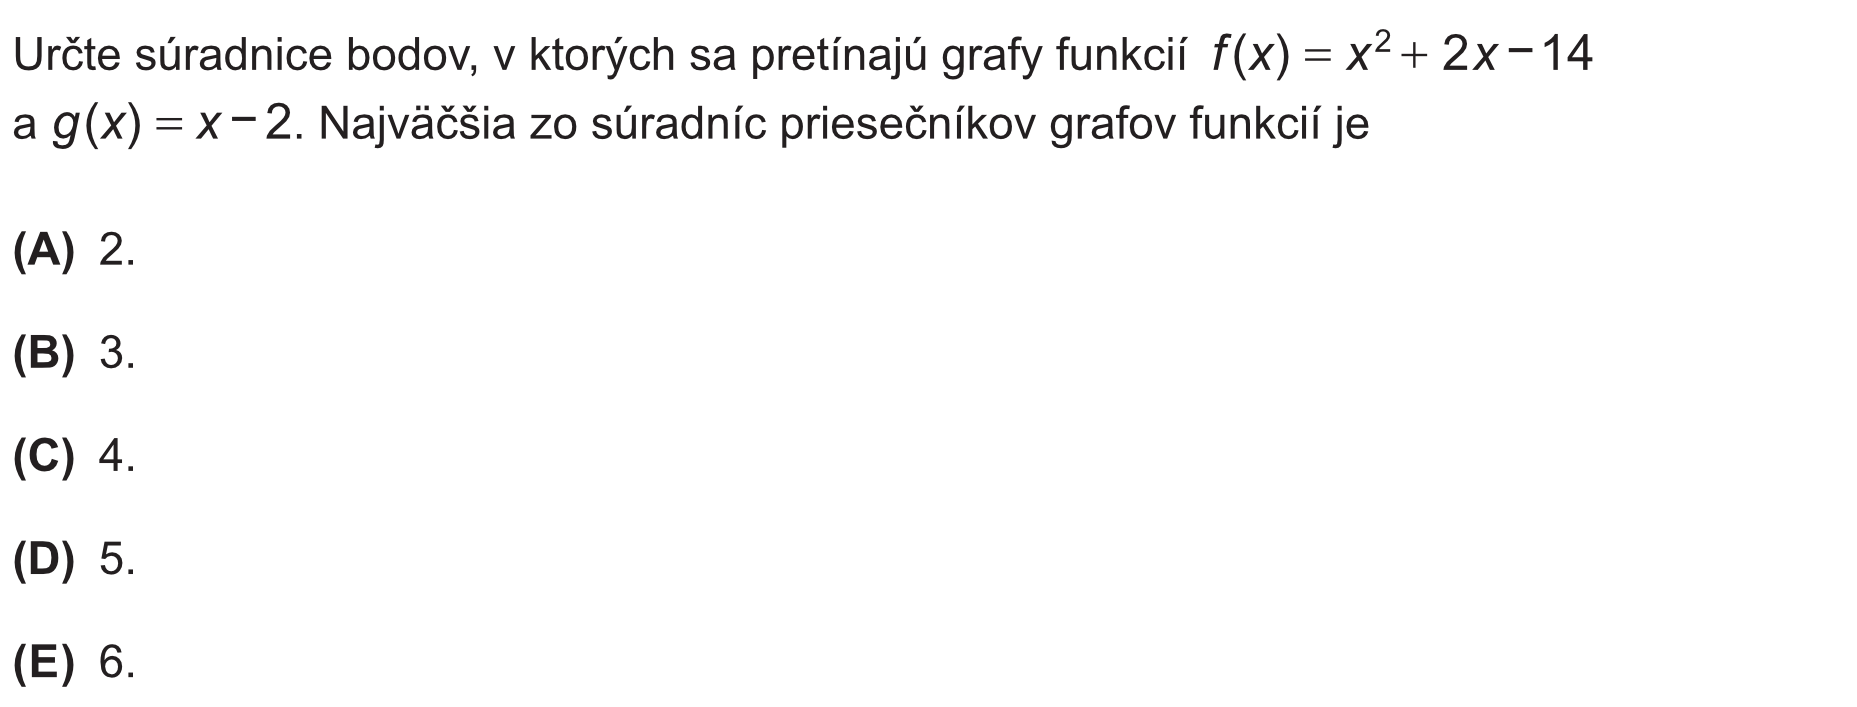 Určte súradnice bodov, v ktorých sa pretínajú grafy funkcií f(x) = x² + 2x − 14
a g(x) = x − 2. Najväčšia zo súradníc priesečníkov grafov funkcií je
(A) 2.
(B) 3.
(C) 4.
(D) 5.
(E) 6.